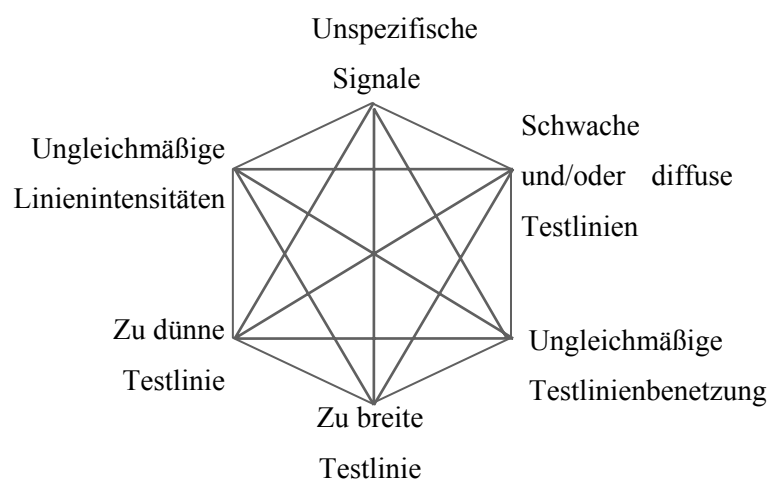 Unspezifische
Signale
Schwache
und/oder diffuse
Testlinien
Ungleichmäßige
Linienintensitäten
Zu dünne
Testlinie
Ungleichmäßige
Testlinienbenetzung
Zu breite
Testlinie